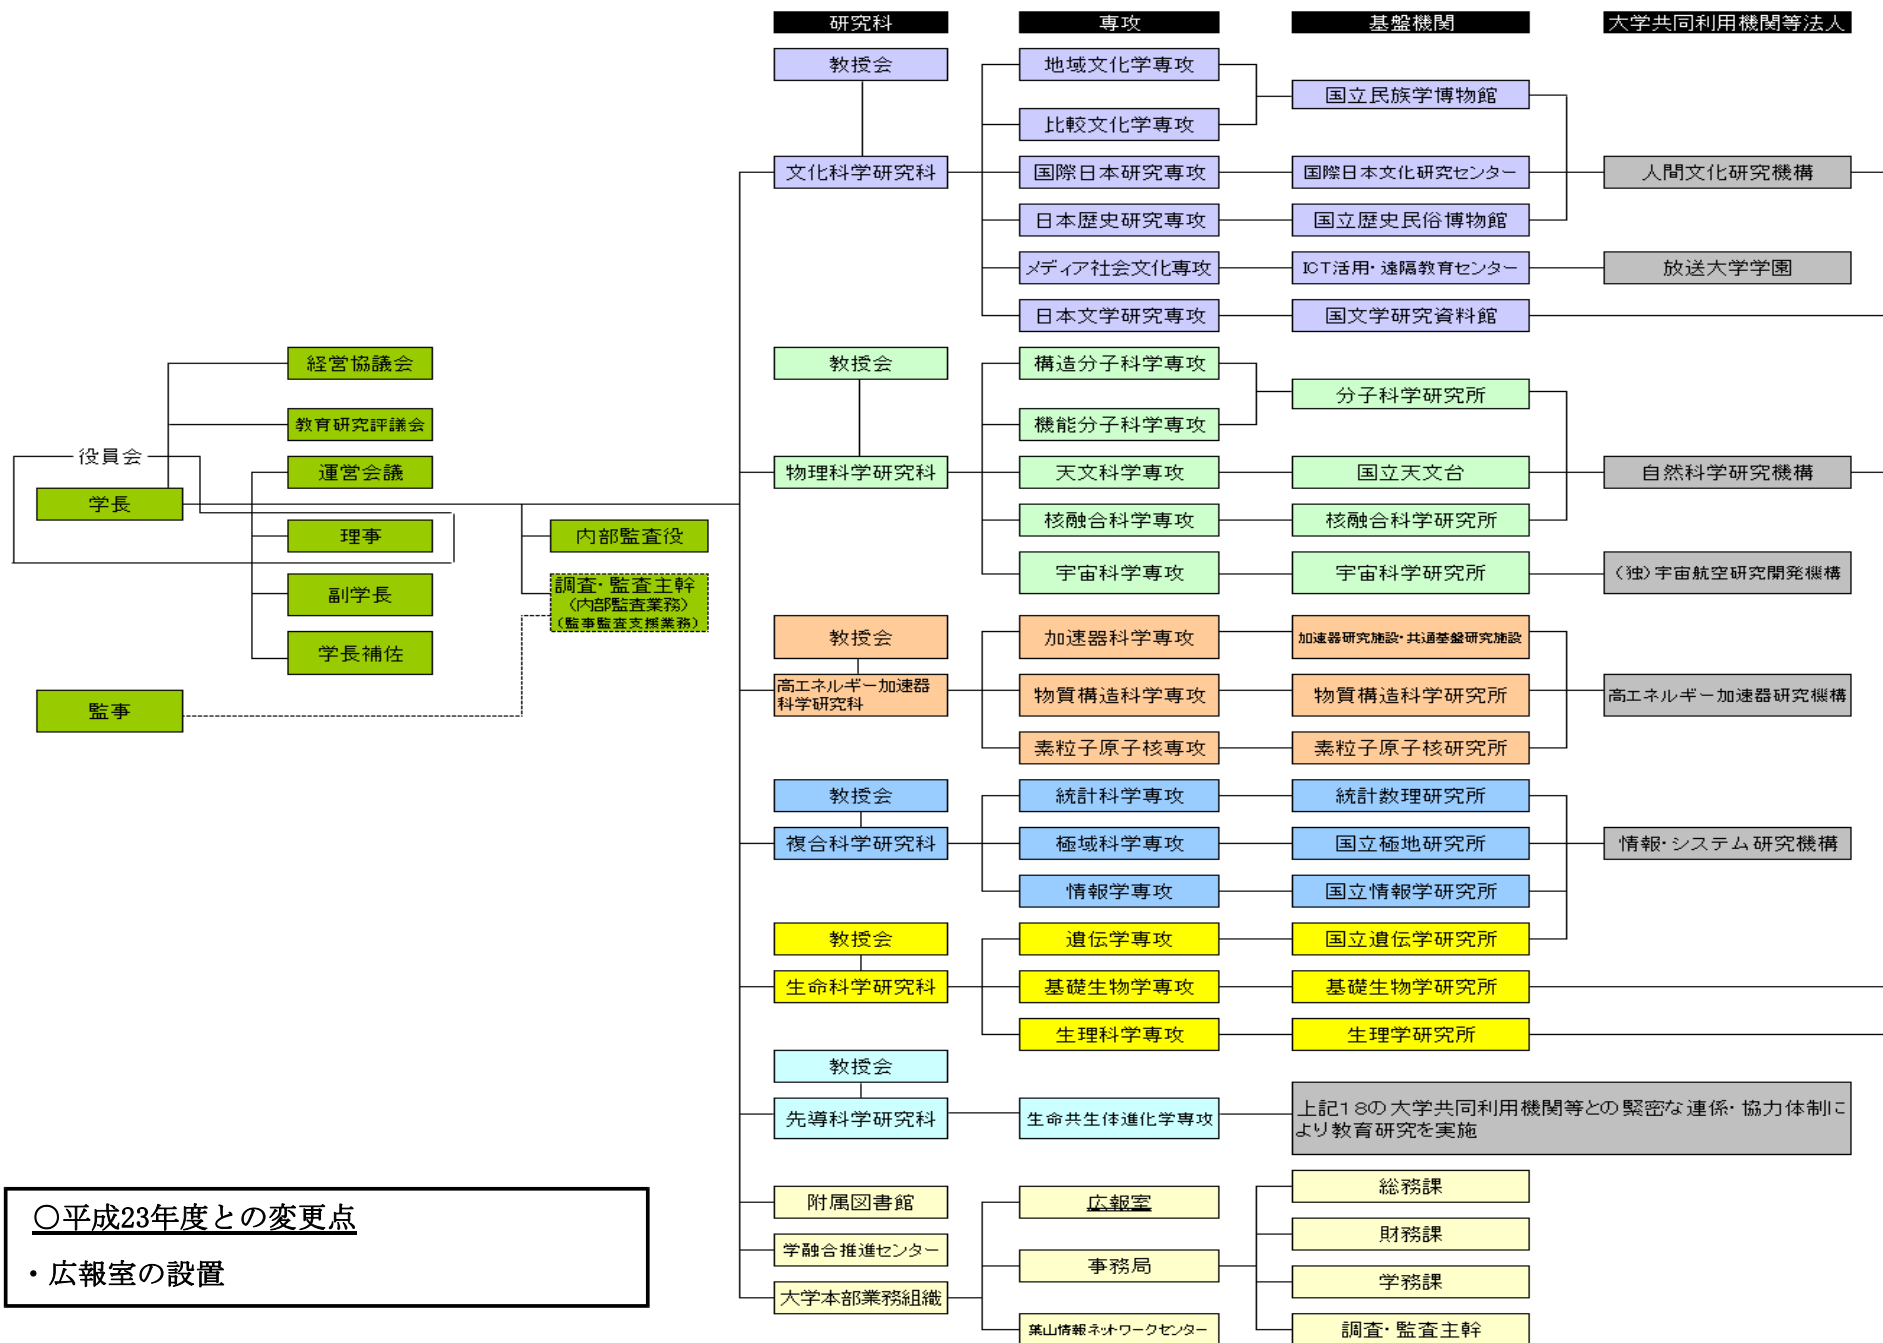 研究科
専攻
基盤機関
大学共同利用機関等法人
教授会
地域文化学専攻
国立民族学博物館
比較文化学専攻
文化科学研究科
国際日本研究専攻
国際日本文化研究センター
人間文化研究機構
日本歴史研究専攻
国立歴史民俗博物館
メディア社会文化専攻
ICT活用・遠隔教育センター
放送大学学園
日本文学研究専攻
国文学研究資料館
経営協議会
教育研究評議会
役員会
運営会議
学長
理事
副学長
学長補佐
監事
内部監査役
調査・監査主幹
（内部監査業務）
（監事監査支援業務）
教授会
構造分子科学専攻
分子科学研究所
機能分子科学専攻
物理科学研究科
天文科学専攻
国立天文台
自然科学研究機構
核融合科学専攻
核融合科学研究所
宇宙科学専攻
宇宙科学研究所
（独）宇宙航空研究開発機構
教授会
加速器科学専攻
加速器研究施設・共通基盤研究施設
高エネルギー加速器
科学研究科
物質構造科学専攻
物質構造科学研究所
高エネルギー加速器研究機構
素粒子原子核専攻
素粒子原子核研究所
教授会
統計科学専攻
統計数理研究所
複合科学研究科
極域科学専攻
国立極地研究所
情報・システム研究機構
情報学専攻
国立情報学研究所
教授会
遺伝学専攻
国立遺伝学研究所
生命科学研究科
基礎生物学専攻
基礎生物学研究所
生理科学専攻
生理学研究所
教授会
先導科学研究科
生命共生体進化学専攻
上記18の大学共同利用機関等との緊密な連係・協力体制に
より教育研究を実施
附属図書館
広報室
総務課
財務課
学融合推進センター
事務局
学務課
大学本部業務組織
葉山情報ネットワークセンター
調査・監査主幹
○平成23年度との変更点
・広報室の設置